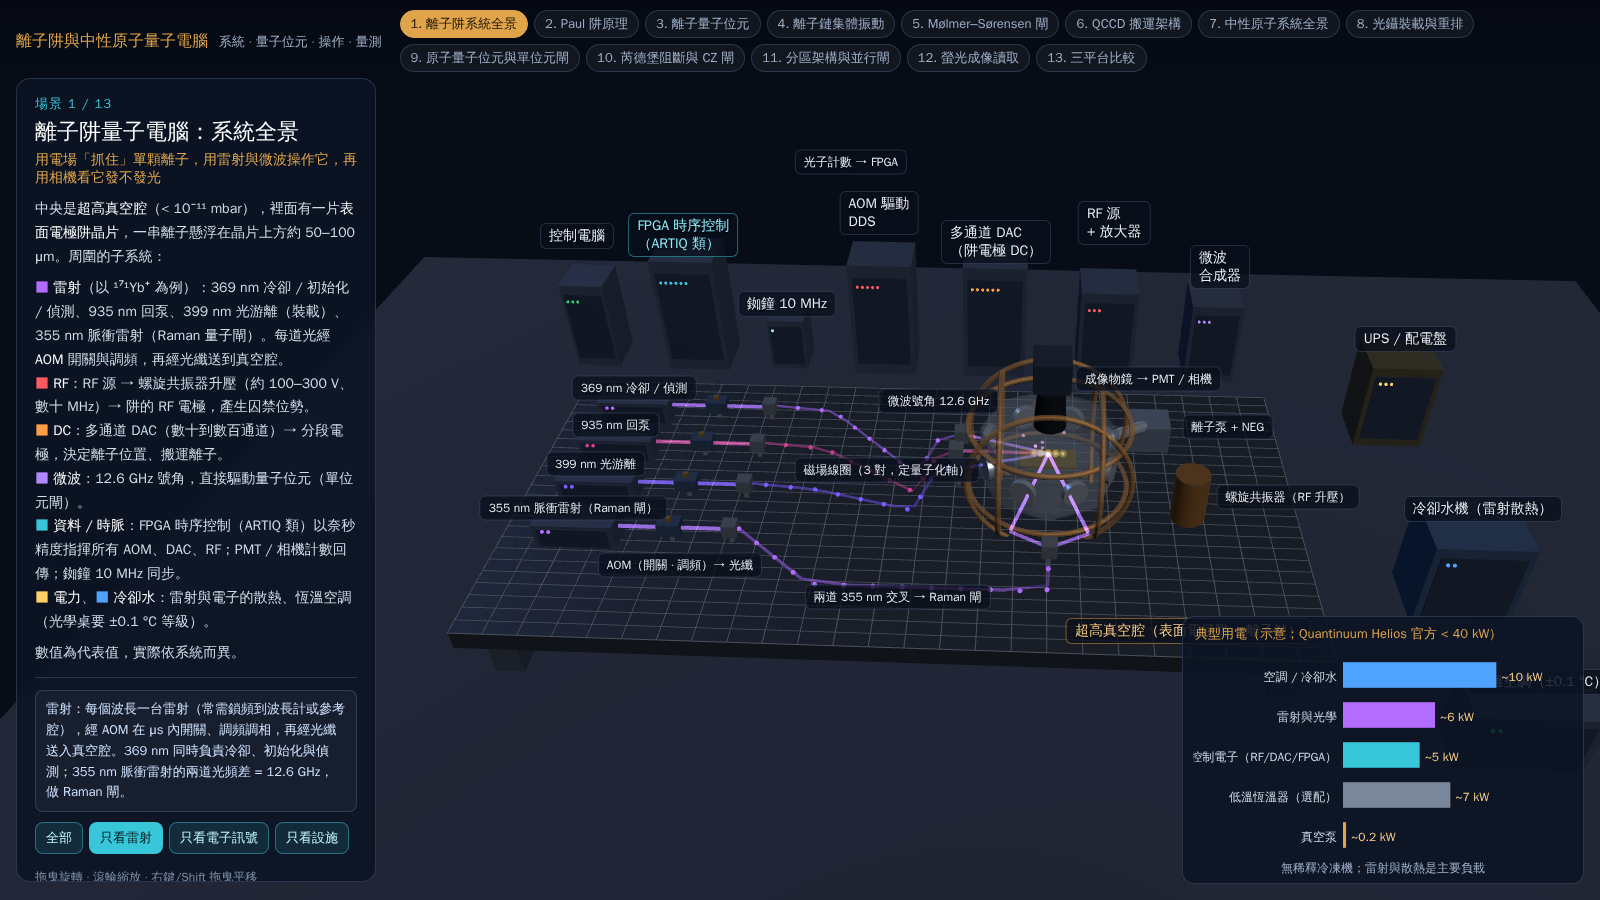 離子阱與中性原子量子電腦 系統 · 量子位元 · 操作 · 量測
1. 離子阱系統全景
2. Paul 阱原理
3. 離子量子位元
4. 離子鏈集體振動
5. Mølmer–Sørensen 閘
6. QCCD 搬運架構
7. 中性原子系統全景
8. 光鑷裝載與重排
9. 原子量子位元與單位元閘
10. 芮德堡阻斷與 CZ 閘
11. 分區架構與並行閘
12. 螢光成像讀取
13. 三平台比較
場景 1 / 13
離子阱量子電腦：系統全景
用電場「抓住」單顆離子，用雷射與微波操作它，再
用相機看它發不發光
中央是超高真空腔（< 10⁻¹¹ mbar），裡面有一片表
面電極阱晶片，一串離子懸浮在晶片上方約 50–100
µm。周圍的子系統：
雷射（以 ¹⁷¹Yb⁺ 為例）：369 nm 冷卻 / 初始化
/ 偵測、935 nm 回泵、399 nm 光游離（裝載）、
355 nm 脈衝雷射（Raman 量子閘）。每道光經
AOM 開關與調頻，再經光纖送到真空腔。
RF：RF 源 → 螺旋共振器升壓（約 100–300 V、
數十 MHz）→ 阱的 RF 電極，產生囚禁位勢。
DC：多通道 DAC（數十到數百通道）→ 分段電
極，決定離子位置、搬運離子。
微波：12.6 GHz 號角，直接驅動量子位元（單位
元閘）。
資料 / 時脈：FPGA 時序控制（ARTIQ 類）以奈秒
精度指揮所有 AOM、DAC、RF；PMT / 相機計數回
傳；銣鐘 10 MHz 同步。
電力、 冷卻水：雷射與電子的散熱、恆溫空調
（光學桌要 ±0.1 °C 等級）。
數值為代表值，實際依系統而異。
雷射：每個波長一台雷射（常需鎖頻到波長計或參考
腔），經 AOM 在 µs 內開關、調頻調相，再經光纖
送入真空腔。369 nm 同時負責冷卻、初始化與偵
測；355 nm 脈衝雷射的兩道光頻差 = 12.6 GHz，
做 Raman 閘。
全部
只看雷射
只看電子訊號
只看設施
拖曳旋轉 · 滾輪縮放 · 右鍵/Shift 拖曳平移
光子計數 → FPGA
控制電腦
FPGA 時序控制
（ARTIQ 類）
AOM 驅動
DDS
多通道 DAC
（阱電極 DC）
RF 源
+ 放大器
微波
合成器
銣鐘 10 MHz
UPS / 配電盤
369 nm 冷卻 / 偵測
成像物鏡 → PMT / 相機
微波號角 12.6 GHz
935 nm 回泵
離子泵 + NEG
399 nm 光游離
磁場線圈（3 對，定量子化軸）
355 nm 脈衝雷射（Raman 閘）
螺旋共振器（RF 升壓）
冷卻水機（雷射散熱）
AOM（開關 · 調頻）→ 光纖
兩道 355 nm 交叉 → Raman 閘
超高真空腔（表面
典型用電（示意；Quantinuum Helios 官方 < 40 kW）
空調 / 冷卻水 ~10 kW
(±0.1 °C)
雷射與光學 ~6 kW
控制電子（RF/DAC/FPGA） ~5 kW
低溫恆溫器（選配） ~7 kW
真空泵 ~0.2 kW
無稀釋冷凍機；雷射與散熱是主要負載